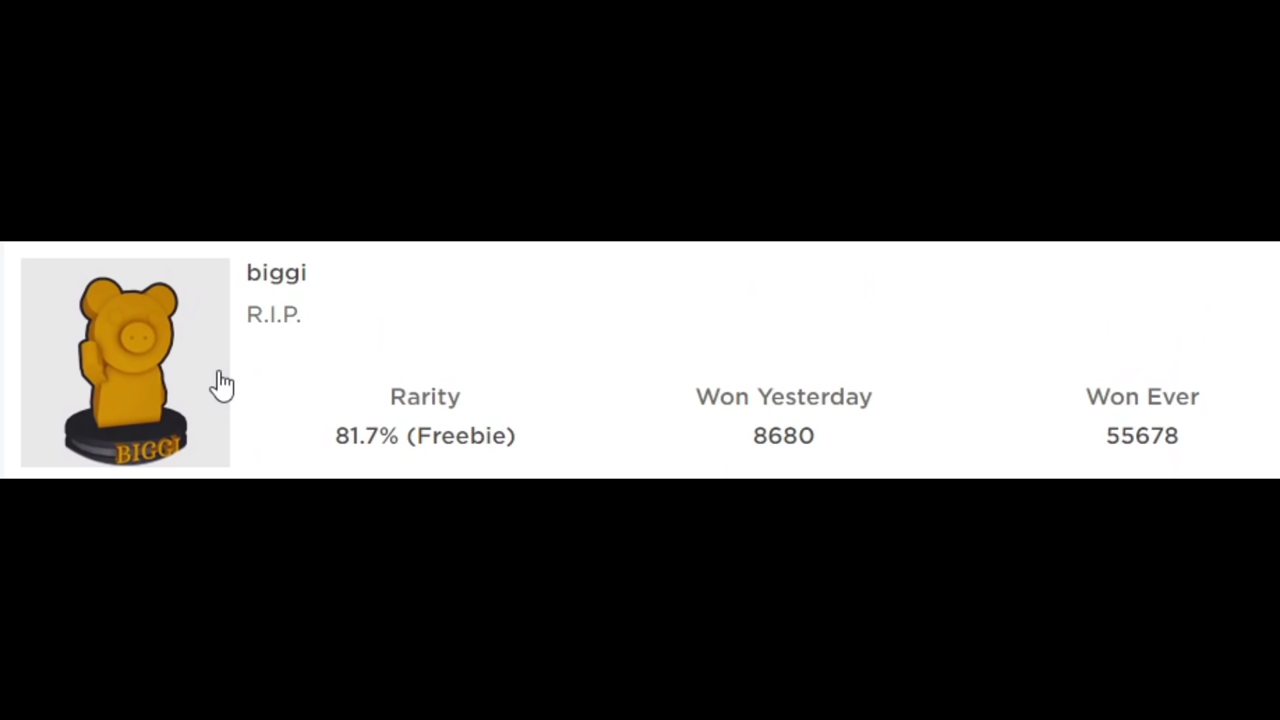 biggi
R.I.P.
Rarity Won Yesterday Won Ever
81.7% (Freebie) 8680 55678
BIGGI